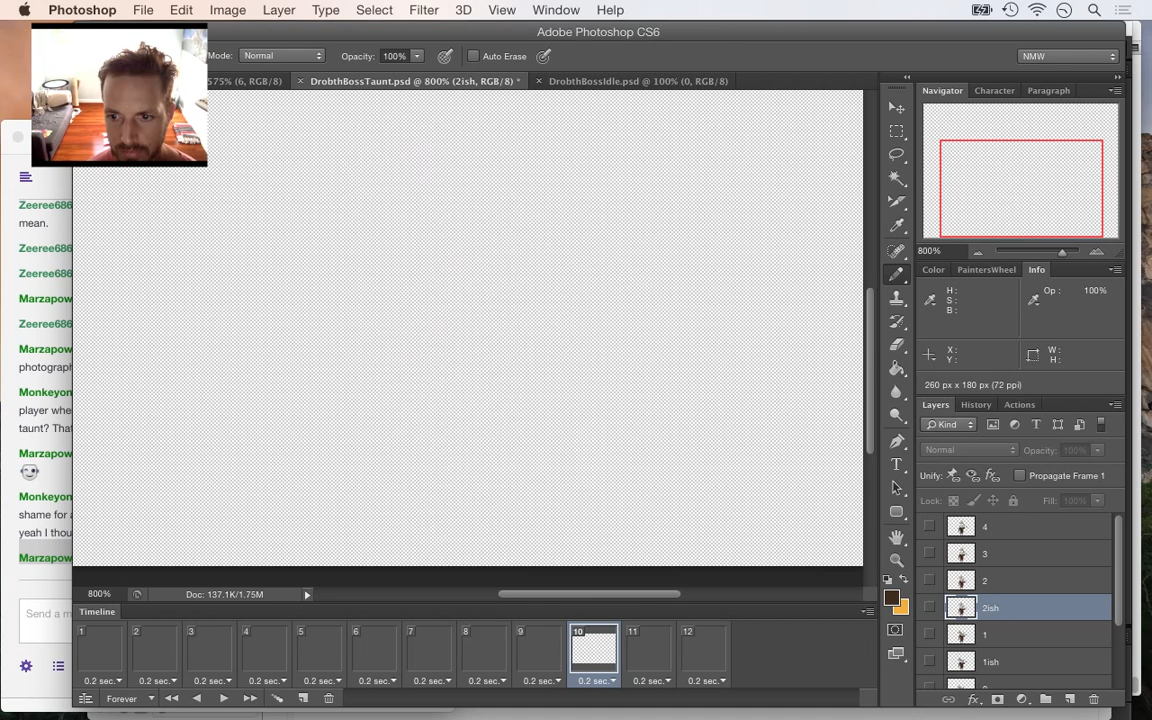 Photoshop File Edit Image Layer Type Select Filter 3D View Window Help
Adobe Photoshop CS6
Mode: Normal Opacity: 100% Auto Erase NMW
575% (6, RGB/8) × DrobthBossTaunt.psd @ 800% (2ish, RGB/8) * × DrobthBossIdle.psd @ 100% (0, RGB/8)
Navigator Character Paragraph
Zeeree686
mean.
Zeeree686
Zeeree686
Marzapow
Zeeree686
Marzapow
photograph
Monkeyon
player whe
taunt? That
Marzapow
Monkeyon
shame for a
yeah I thou
Marzapow
Send a m
800%
Color PaintersWheel Info
H:
S:
B:
Op: 100%
X:
Y:
W:
H:
260 px x 180 px (72 ppi)
Layers History Actions
Kind
Normal Opacity: 100%
Unify: Propagate Frame 1
Lock: Fill: 100%
4
3
2
2ish
1
1ish
800% Doc: 137.1K/1.75M
Timeline
1 2 3 4 5 6 7 8 9 10 11 12
0.2 sec. 0.2 sec. 0.2 sec. 0.2 sec. 0.2 sec. 0.2 sec. 0.2 sec. 0.2 sec. 0.2 sec. 0.2 sec. 0.2 sec. 0.2 sec.
Forever